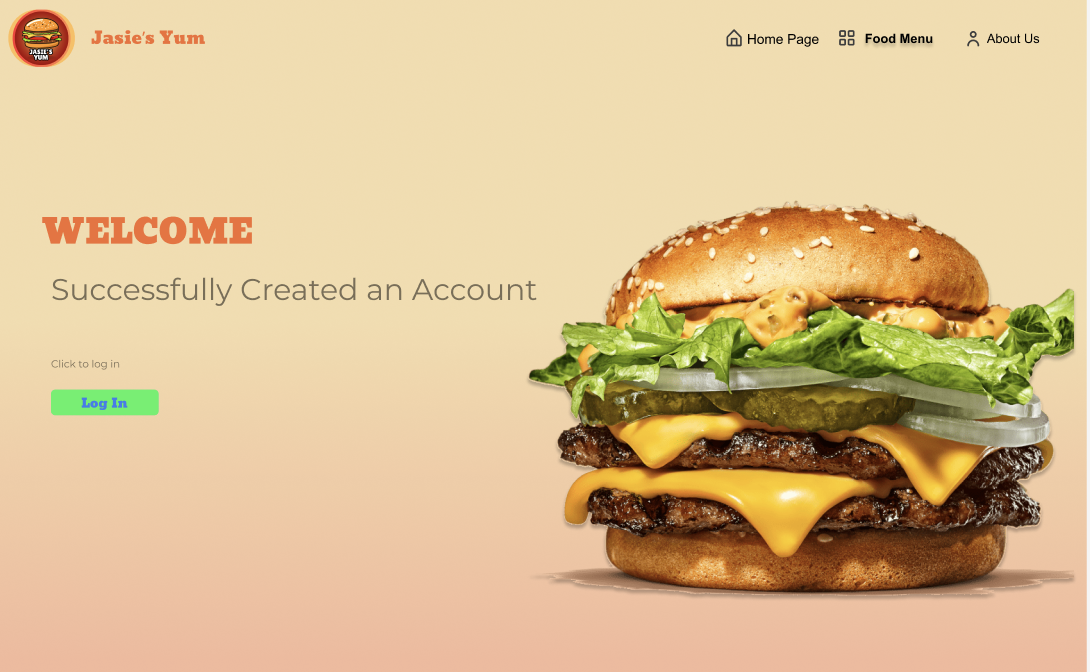 JASIE'S
YUM
Jasie's Yum
Home Page
Food Menu
About Us
WELCOME
Successfully Created an Account
Click to log in
Log In